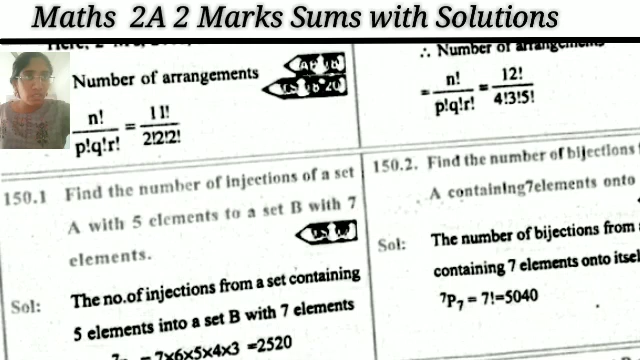 Maths 2A 2 Marks Sums with Solutions
Number of arrangements
n!/p!q!r! = 11!/2!2!2!
150.1 Find the number of injections of a set
A with 5 elements to a set B with 7
elements.
Sol: The no.of injections from a set containing
5 elements into a set B with 7 elements
= 7×6×5×4×3 =2520
∴ Number of arrangements
= n!/p!q!r! = 12!/4!3!5!
150.2. Find the number of bijections
A containing7elements onto
Sol: The number of bijections from
containing 7 elements onto itsel
⁷P₇ = 7!=5040